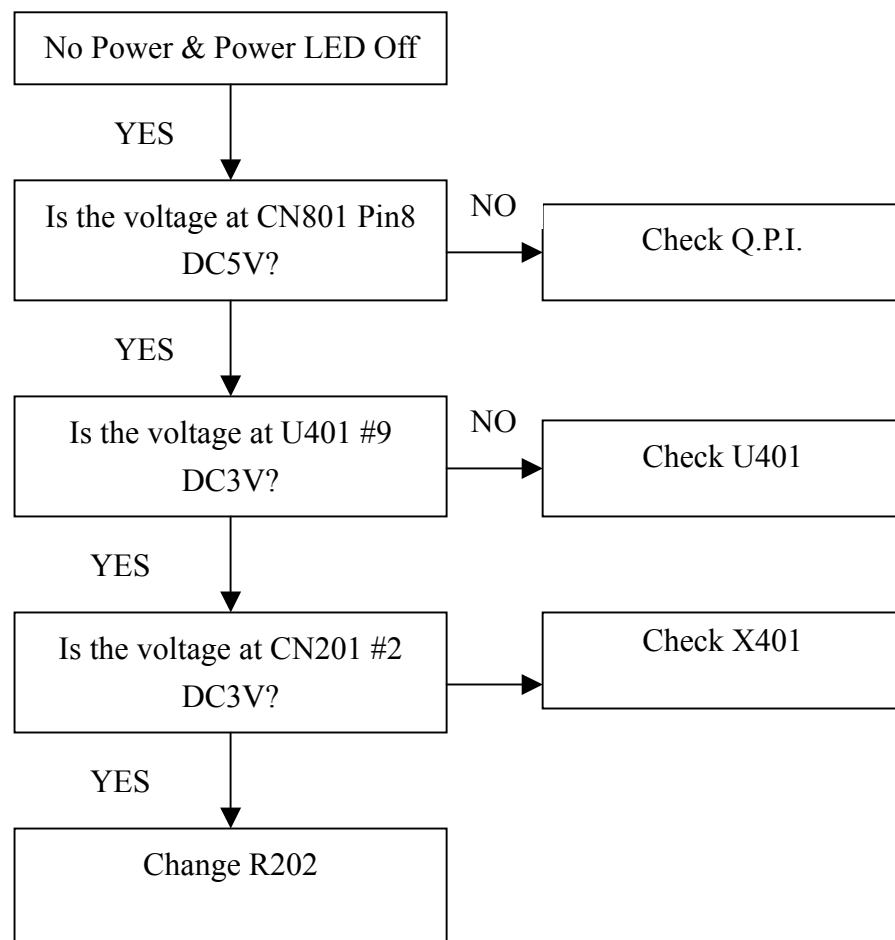 No Power & Power LED Off
YES
Is the voltage at CN801 Pin8
DC5V?
NO
Check Q.P.I.
YES
Is the voltage at U401 #9
DC3V?
NO
Check U401
YES
Is the voltage at CN201 #2
DC3V?
Check X401
YES
Change R202